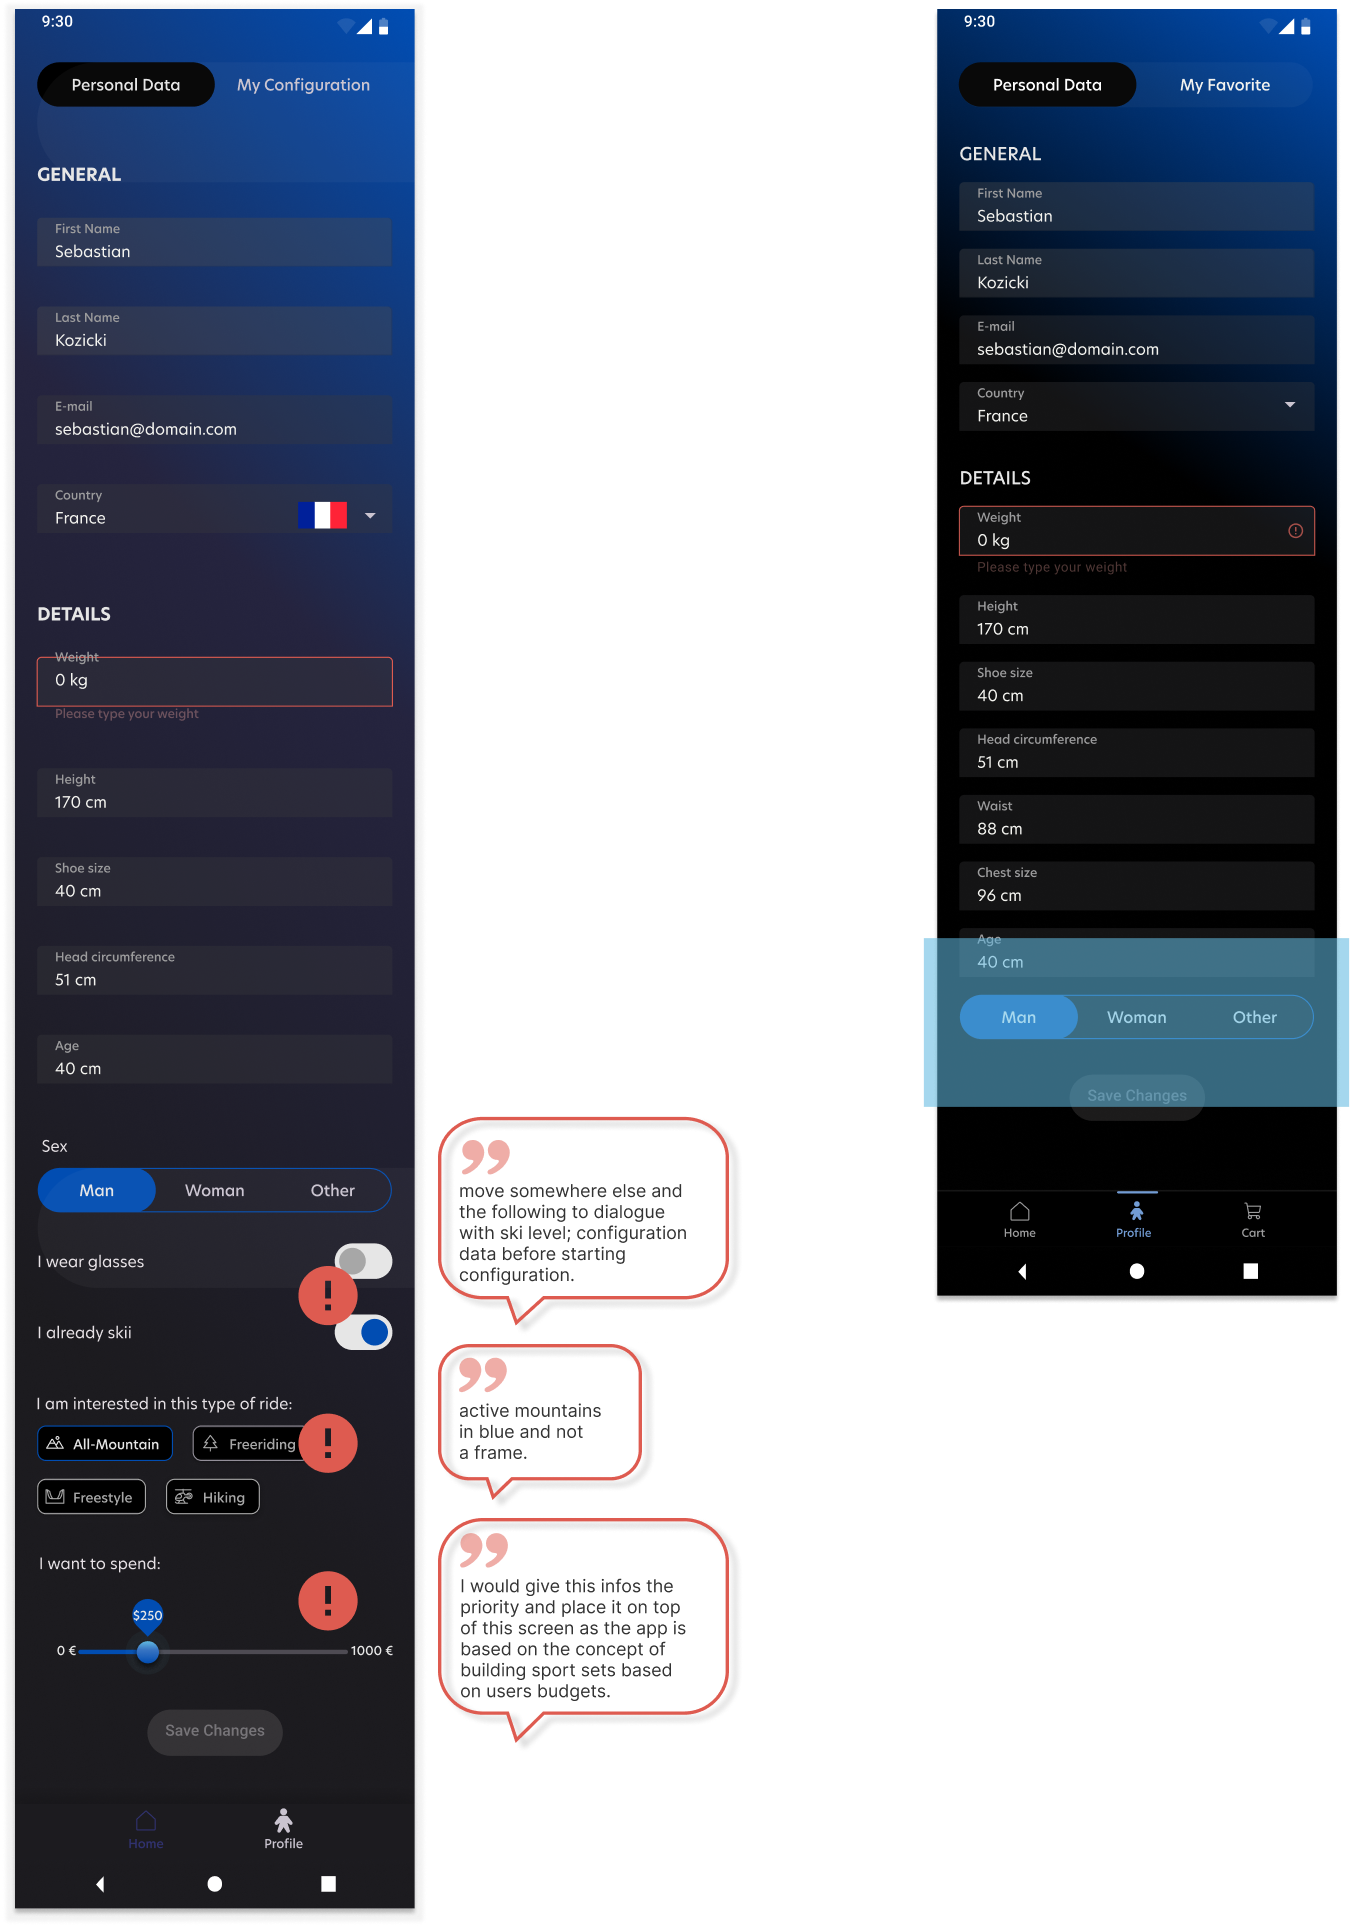 9:30
Personal Data
My Configuration
GENERAL
First Name
Sebastian
Last Name
Kozicki
E-mail
sebastian@domain.com
Country
France
DETAILS
Weight
0 kg
Please type your weight
Height
170 cm
Shoe size
40 cm
Head circumference
51 cm
Age
40 cm
Sex
Man
Woman
Other
I wear glasses
I already skii
I am interested in this type of ride:
All-Mountain
Freeriding
Freestyle
Hiking
I want to spend:
$250
0 €
1000 €
Save Changes
Home
Profile
move somewhere else and
the following to dialogue
with ski level; configuration
data before starting
configuration.
active mountains
in blue and not
a frame.
I would give this infos the
priority and place it on top
of this screen as the app is
based on the concept of
building sport sets based
on users budgets.
9:30
Personal Data
My Favorite
GENERAL
First Name
Sebastian
Last Name
Kozicki
E-mail
sebastian@domain.com
Country
France
DETAILS
Weight
0 kg
Please type your weight
Height
170 cm
Shoe size
40 cm
Head circumference
51 cm
Waist
88 cm
Chest size
96 cm
Age
40 cm
Man
Woman
Other
Save Changes
Home
Profile
Cart